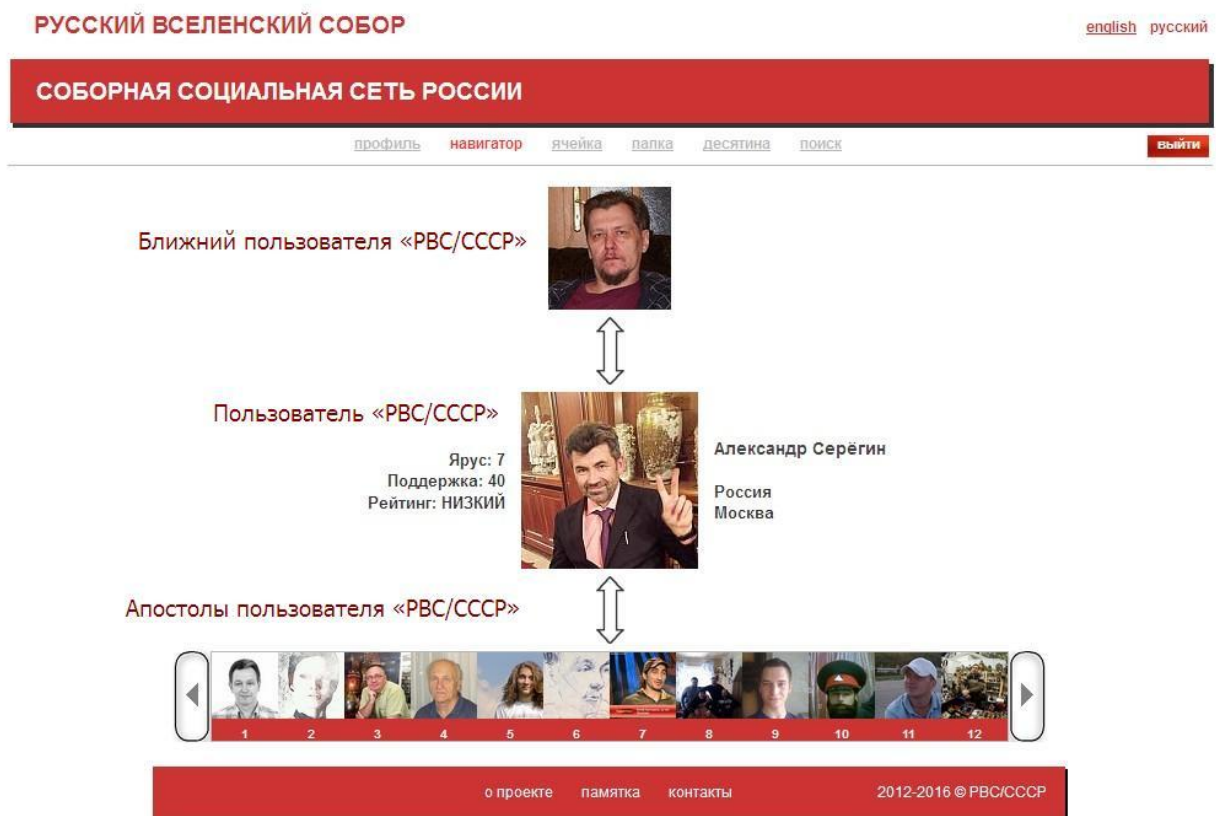 РУССКИЙ ВСЕЛЕНСКИЙ СОБОР
english русский
СОБОРНАЯ СОЦИАЛЬНАЯ СЕТЬ РОССИИ
профиль навигатор ячейка папка десятина поиск
выйти
Ближний пользователя «РВС/СССР»
Пользователь «РВС/СССР»
Ярус: 7
Поддержка: 40
Рейтинг: НИЗКИЙ
Александр Серёгин
Россия
Москва
Апостолы пользователя «РВС/СССР»
1 2 3 4 5 6 7 8 9 10 11 12
о проекте памятка контакты 2012-2016 © РВС/СССР